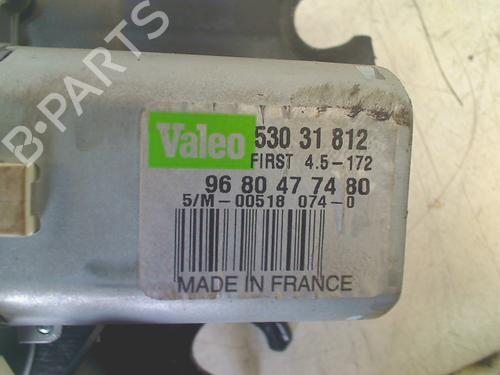 B-PARTS
Valeo 530 31 812
FIRST 4.5-172
96 80 47 74 80
5/M-00518 074-0
MADE IN FRANCE